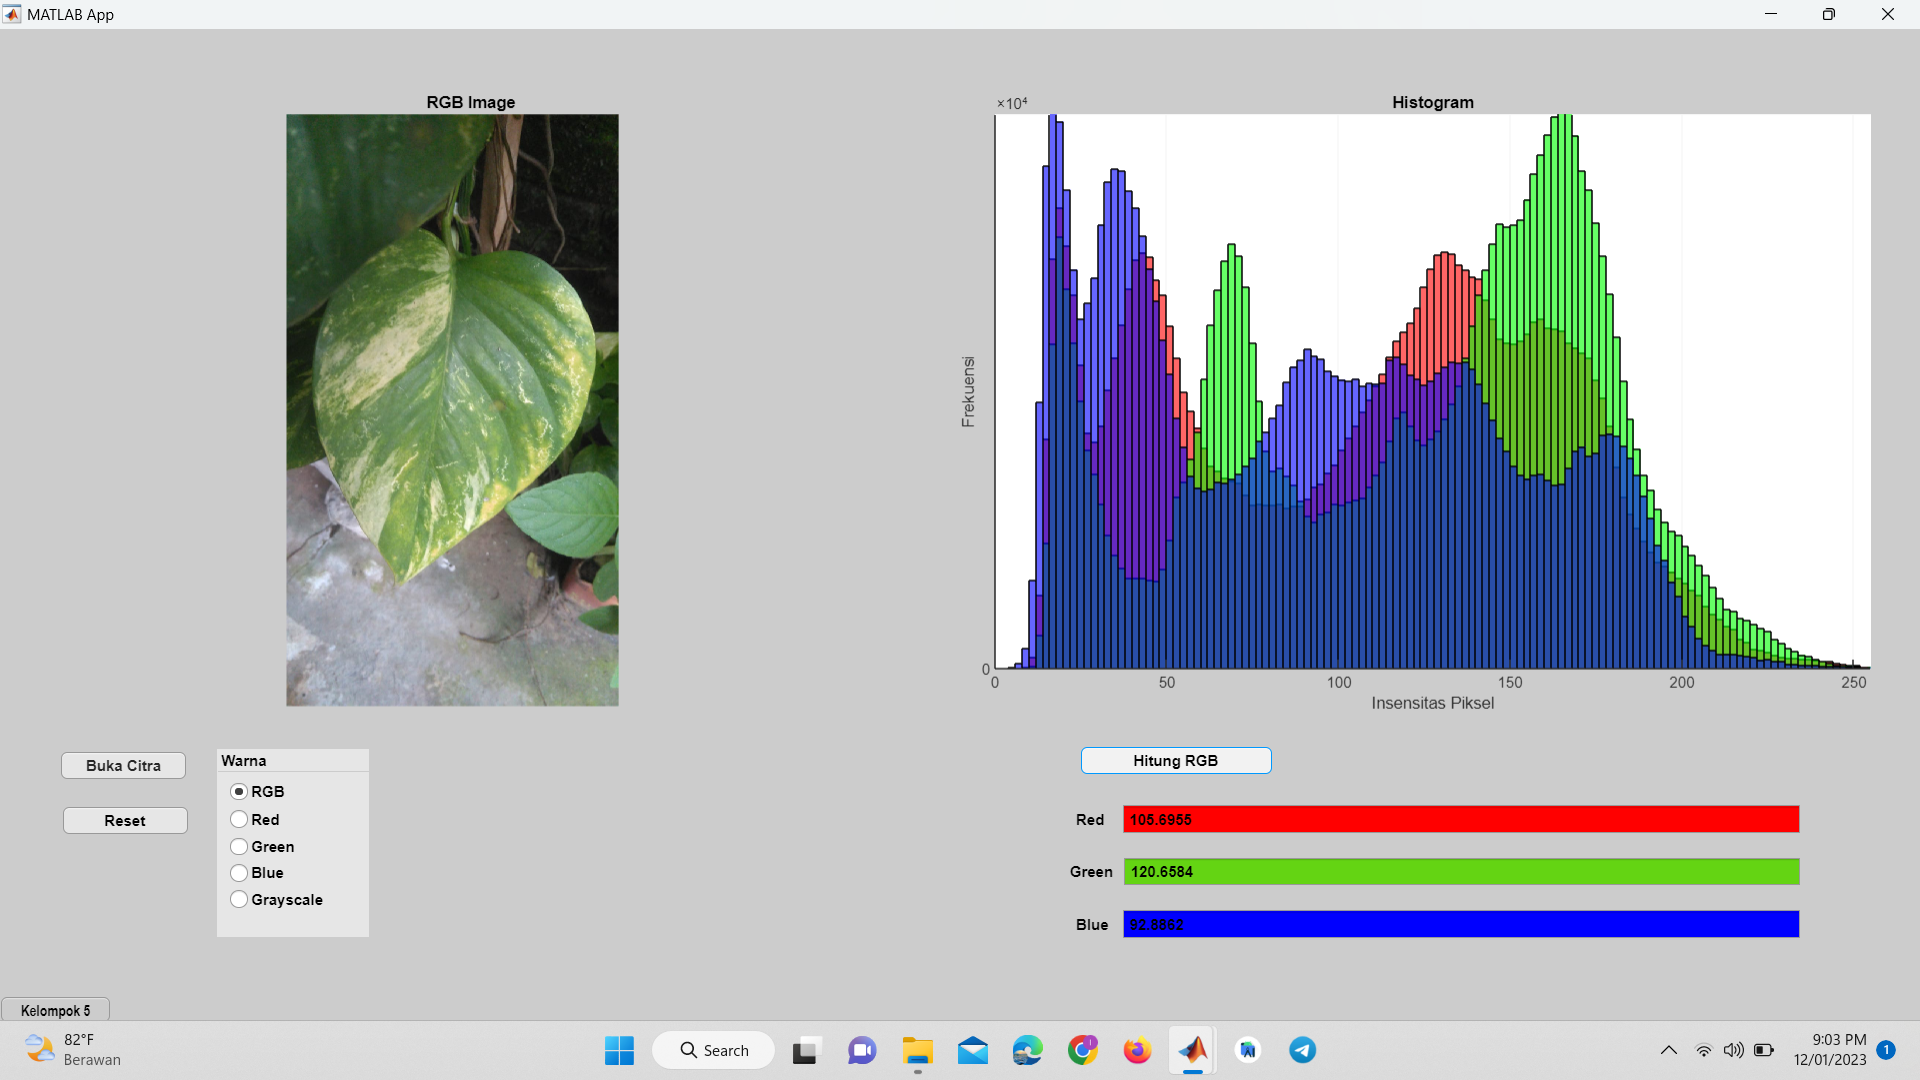 MATLAB App
RGB Image
×10⁴
Histogram
Frekuensi
0
0 50 100 150 200 250
Insensitas Piksel
Buka Citra
Reset
Warna
RGB
Red
Green
Blue
Grayscale
Hitung RGB
Red 105.6955
Green 120.6584
Blue 92.8862
Kelompok 5
82°F
Berawan
Search
9:03 PM
12/01/2023
1